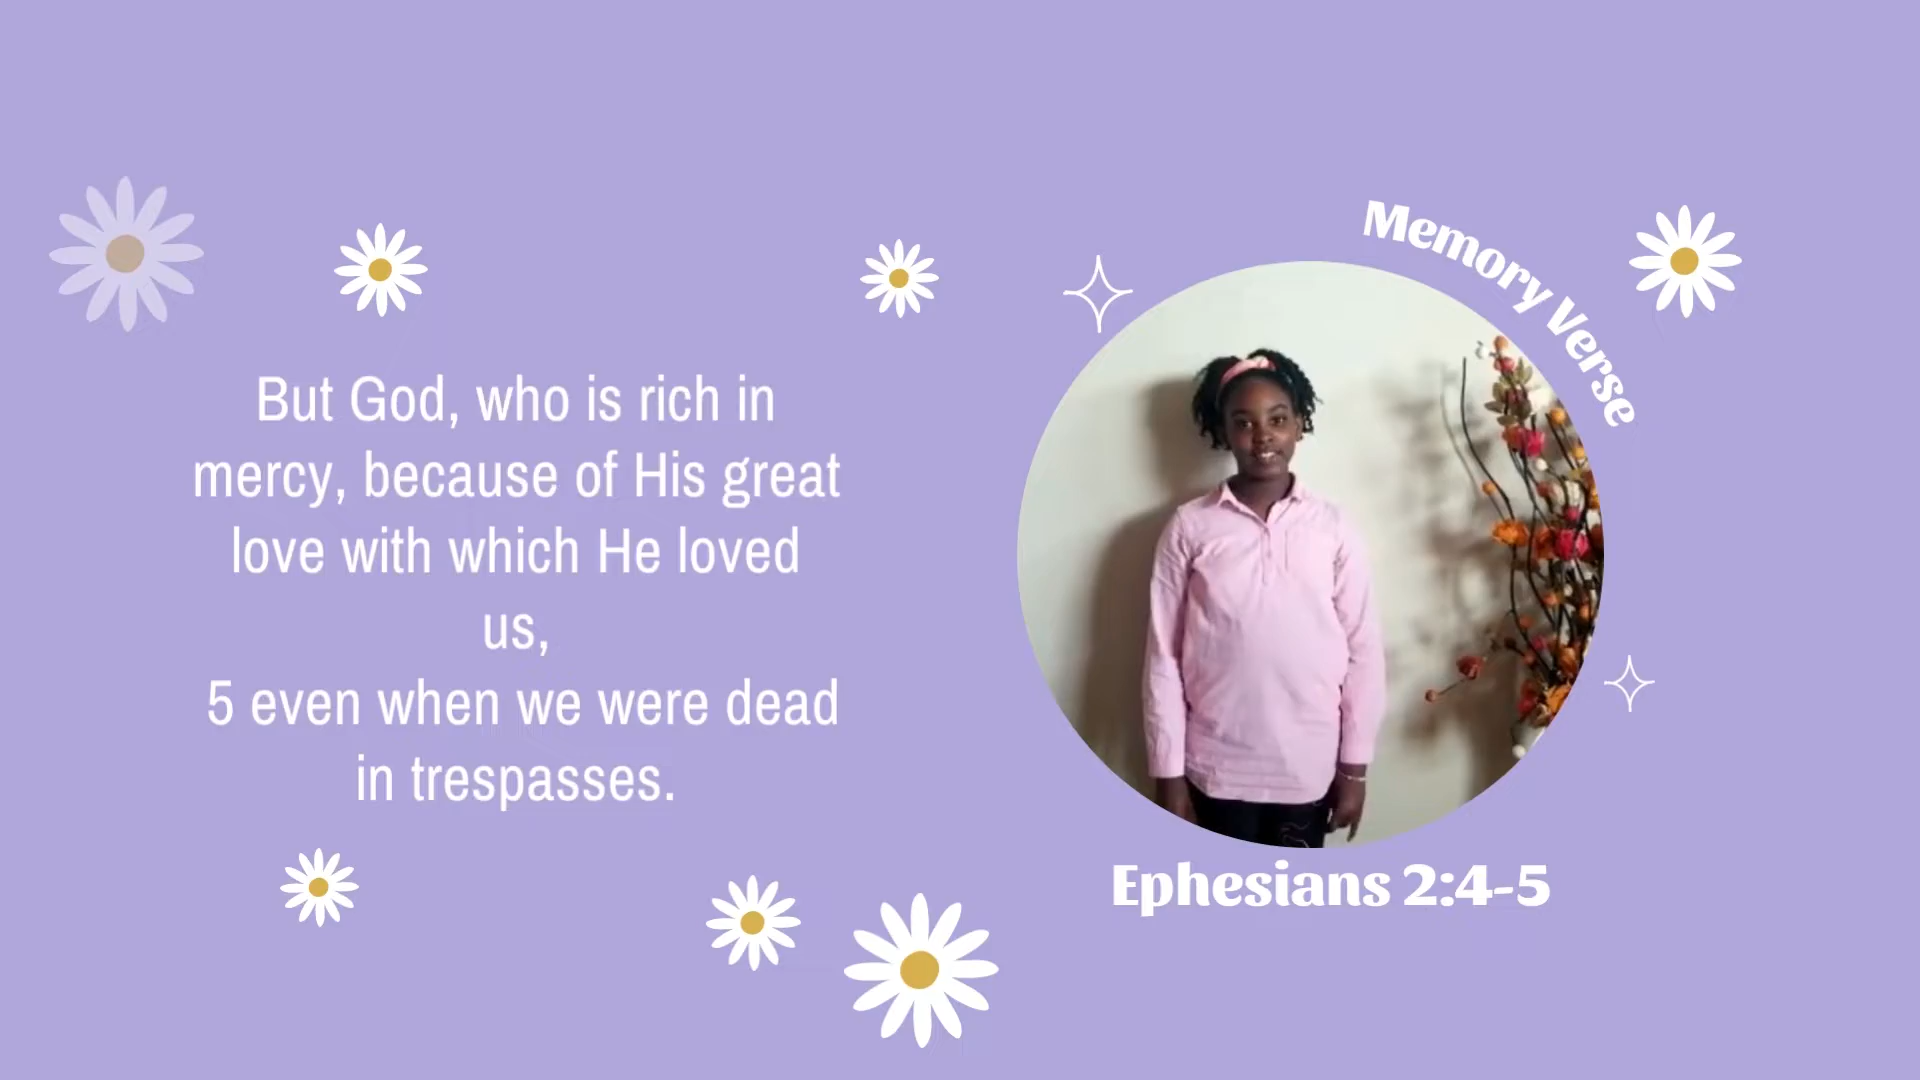 But God, who is rich in
mercy, because of His great
love with which He loved
us,
5 even when we were dead
in trespasses.
Memory Verse
Ephesians 2:4-5